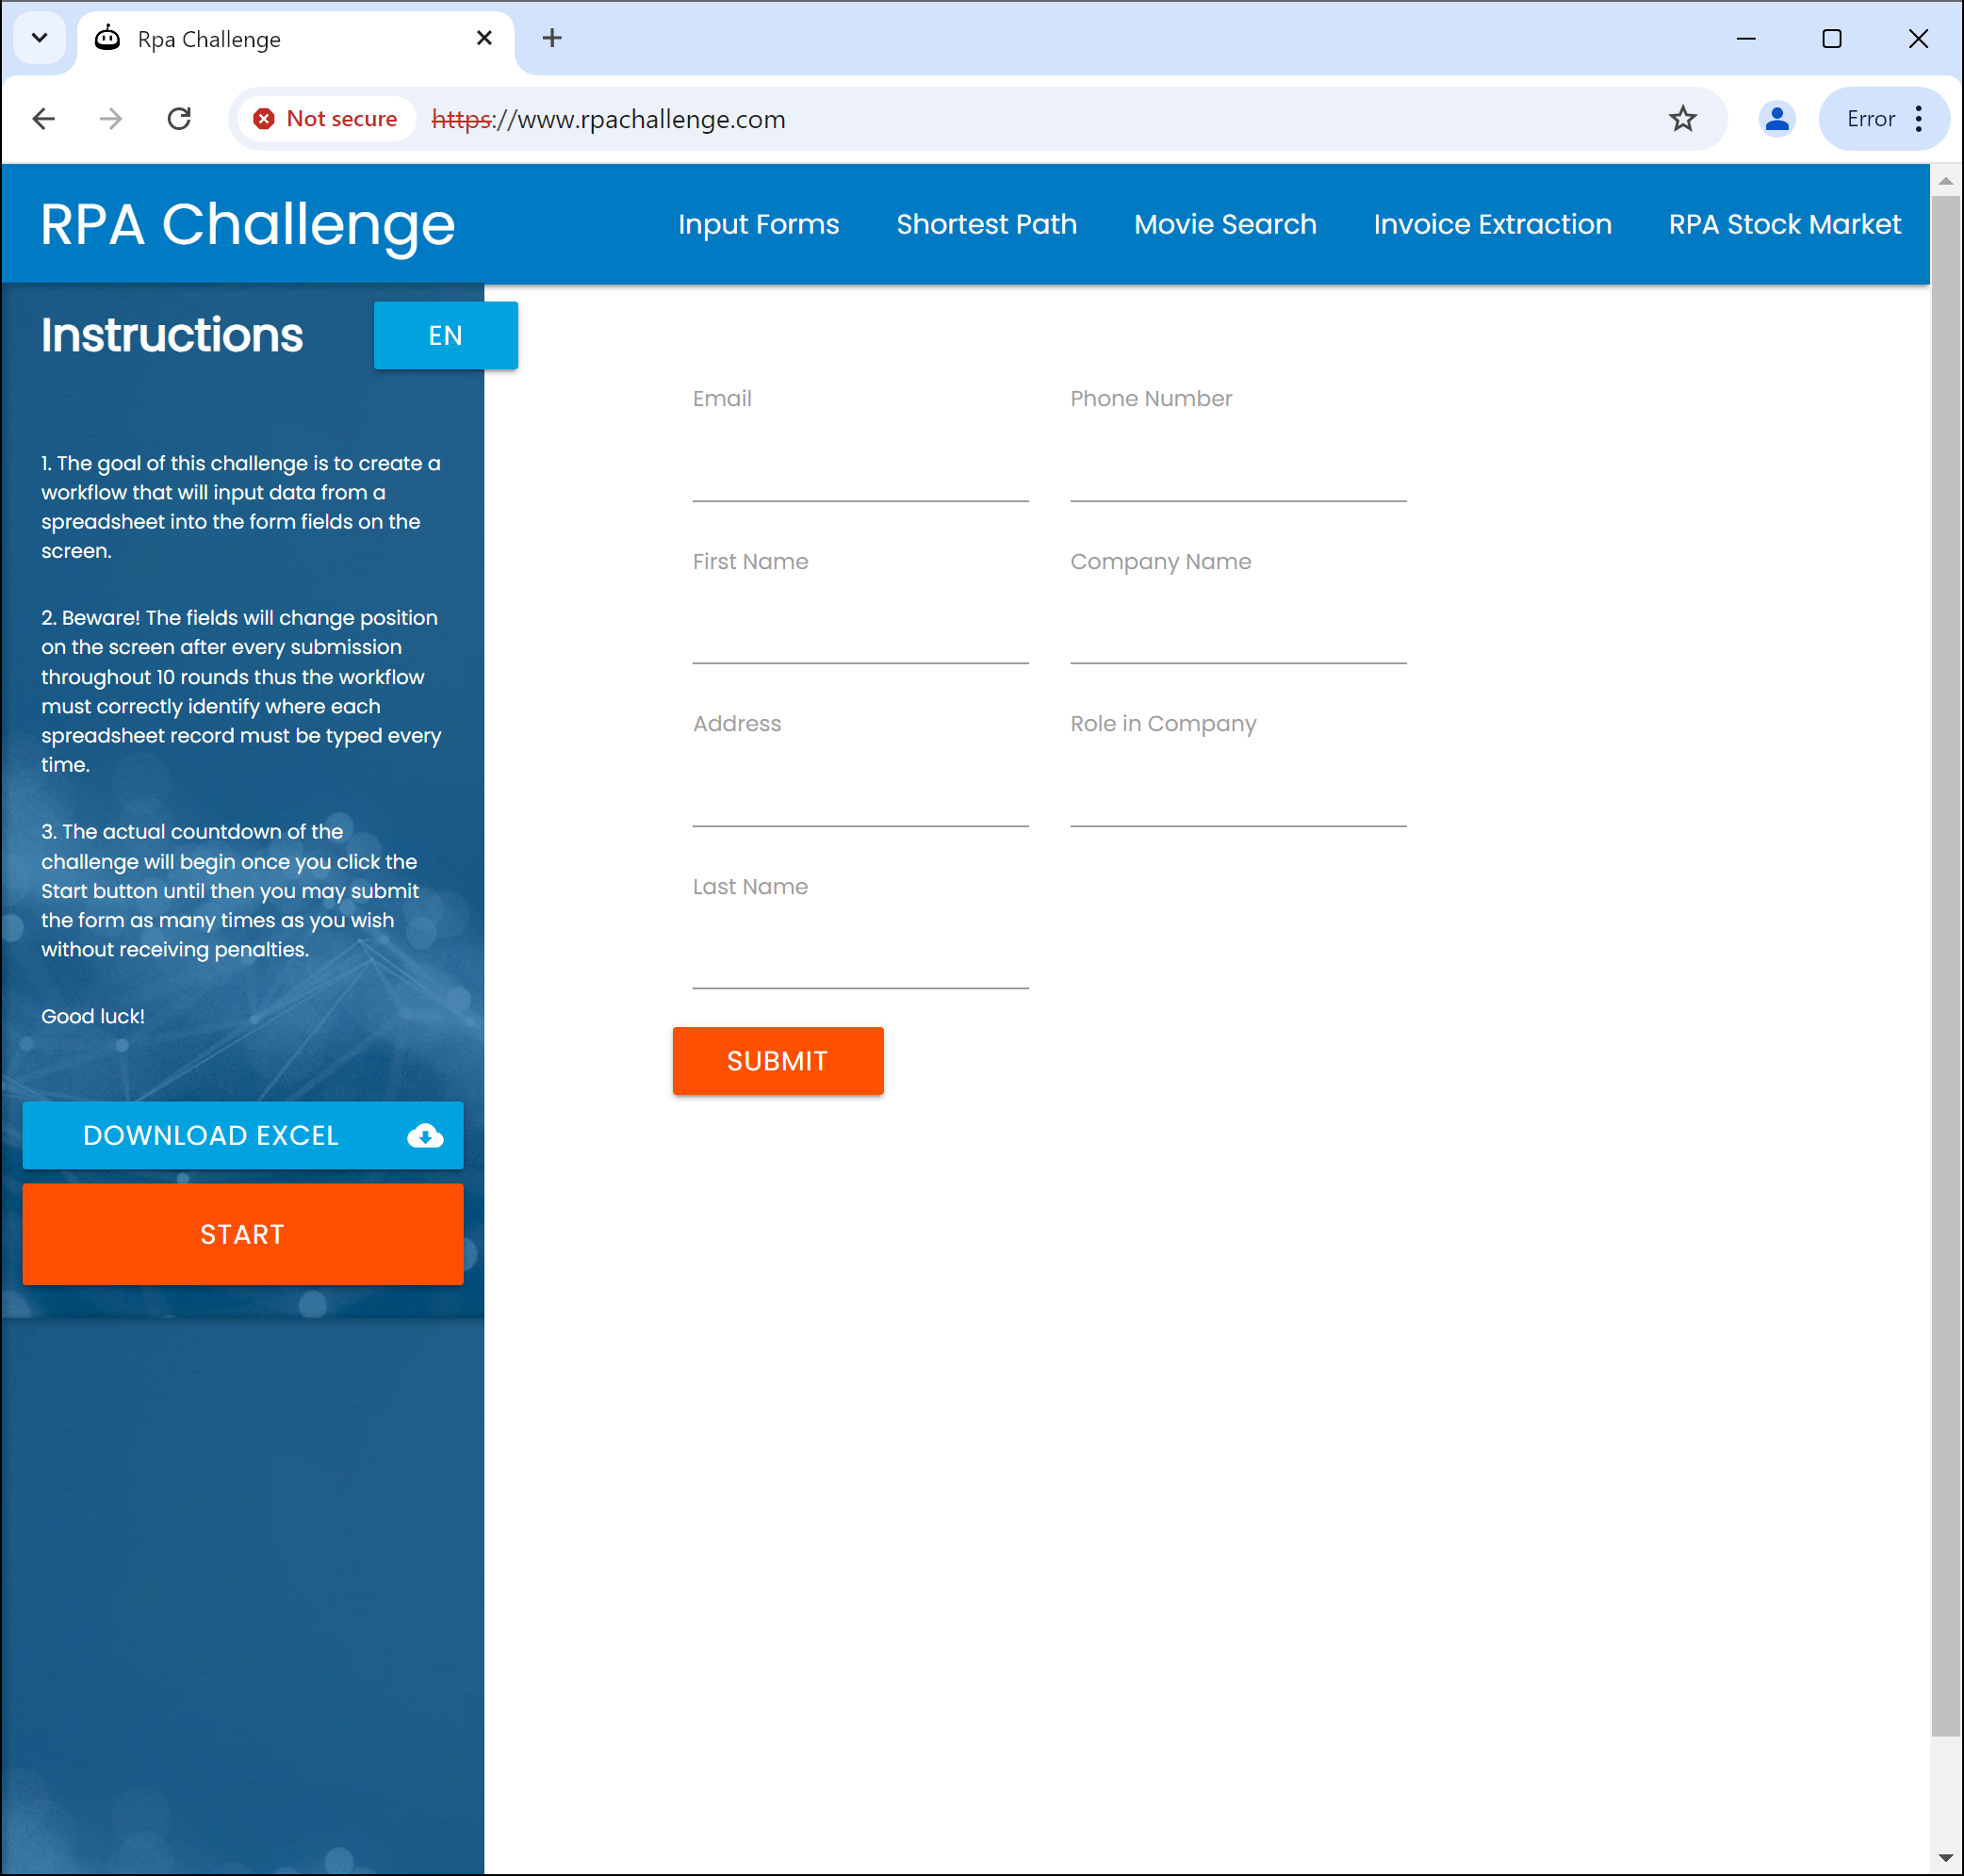 Rpa Challenge
Not secure https://www.rpachallenge.com Error
RPA Challenge Input Forms Shortest Path Movie Search Invoice Extraction RPA Stock Market
Instructions EN
1. The goal of this challenge is to create a
workflow that will input data from a
spreadsheet into the form fields on the
screen.
2. Beware! The fields will change position
on the screen after every submission
throughout 10 rounds thus the workflow
must correctly identify where each
spreadsheet record must be typed every
time.
3. The actual countdown of the
challenge will begin once you click the
Start button until then you may submit
the form as many times as you wish
without receiving penalties.
Good luck!
DOWNLOAD EXCEL
START
Email Phone Number
First Name Company Name
Address Role in Company
Last Name
SUBMIT